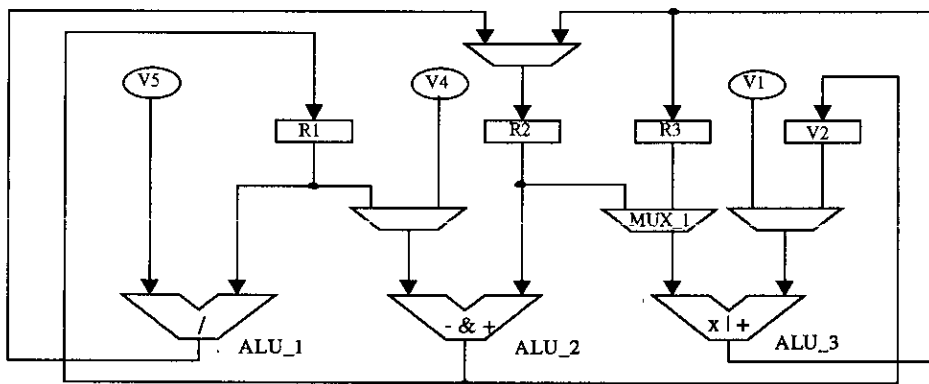 V5
V4
V1
R1
R2
R3
V2
MUX_1
/
- & +
x | +
ALU_1
ALU_2
ALU_3